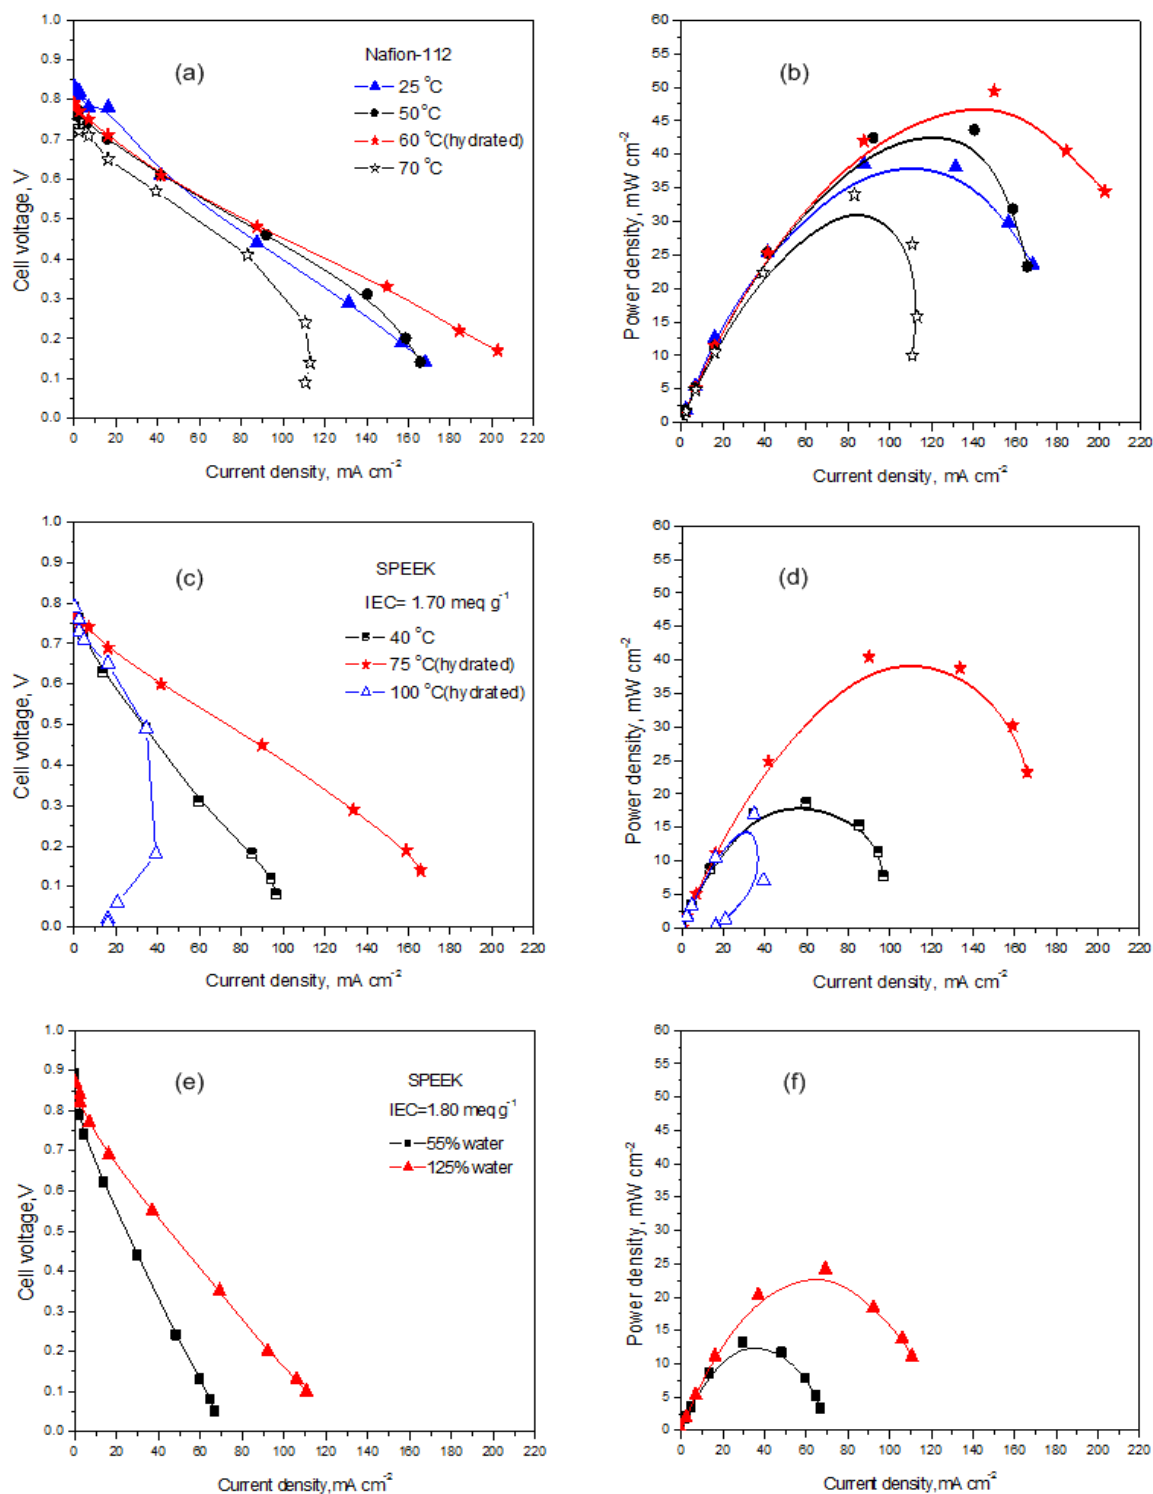 (a)
Nafion-112
25 °C
50 °C
60 °C(hydrated)
70 °C
Cell voltage, V
1.0
0.9
0.8
0.7
0.6
0.5
0.4
0.3
0.2
0.1
0.0
0 20 40 60 80 100 120 140 160 180 200 220
Current density, mA cm⁻²
(b)
Power density, mW cm⁻²
60
55
50
45
40
35
30
25
20
15
10
5
0
0 20 40 60 80 100 120 140 160 180 200 220
Current density, mA cm⁻²
(c)
SPEEK
IEC= 1.70 meq g⁻¹
40 °C
75 °C(hydrated)
100 °C(hydrated)
Cell voltage, V
1.0
0.9
0.8
0.7
0.6
0.5
0.4
0.3
0.2
0.1
0.0
0 20 40 60 80 100 120 140 160 180 200 220
Current density, mA cm⁻²
(d)
Power density, mW cm⁻²
60
55
50
45
40
35
30
25
20
15
10
5
0
0 20 40 60 80 100 120 140 160 180 200 220
Current density, mA cm⁻²
(e)
SPEEK
IEC=1.80 meq g⁻¹
55% water
125% water
Cell voltage,V
1.0
0.9
0.8
0.7
0.6
0.5
0.4
0.3
0.2
0.1
0.0
0 20 40 60 80 100 120 140 160 180 200 220
Current density,mA cm⁻²
(f)
Power density, mW cm⁻²
60
55
50
45
40
35
30
25
20
15
10
5
0
0 20 40 60 80 100 120 140 160 180 200 220
Current density,mA cm⁻²